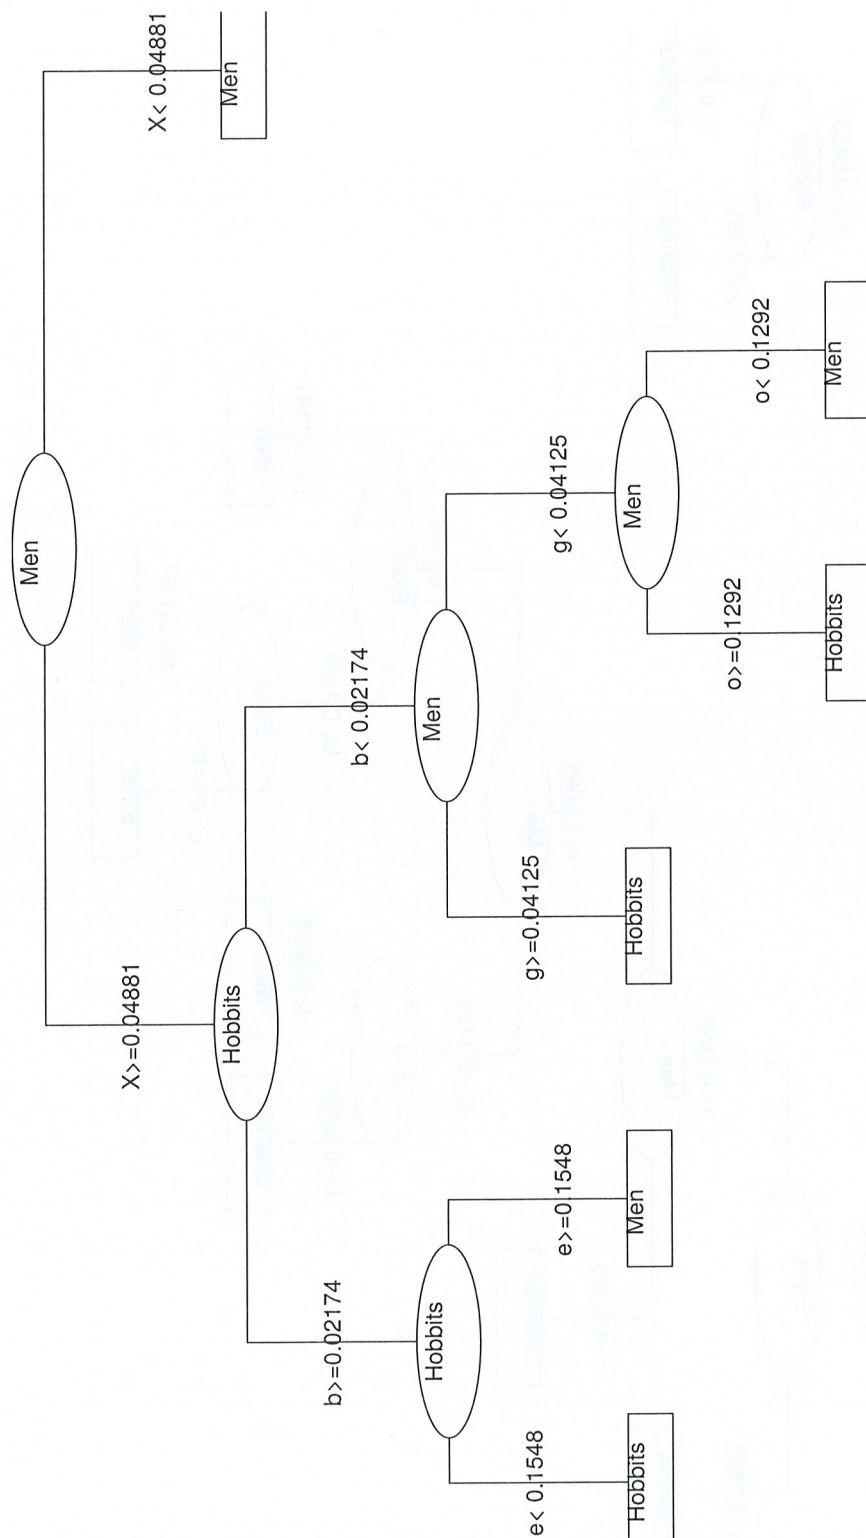 Men
X>=0.04881
X< 0.04881
Hobbits
Men
b>=0.02174
b< 0.02174
Hobbits
Men
e< 0.1548
e>=0.1548
g>=0.04125
g< 0.04125
Hobbits
Men
Hobbits
Men
o>=0.1292
o< 0.1292
Hobbits
Men